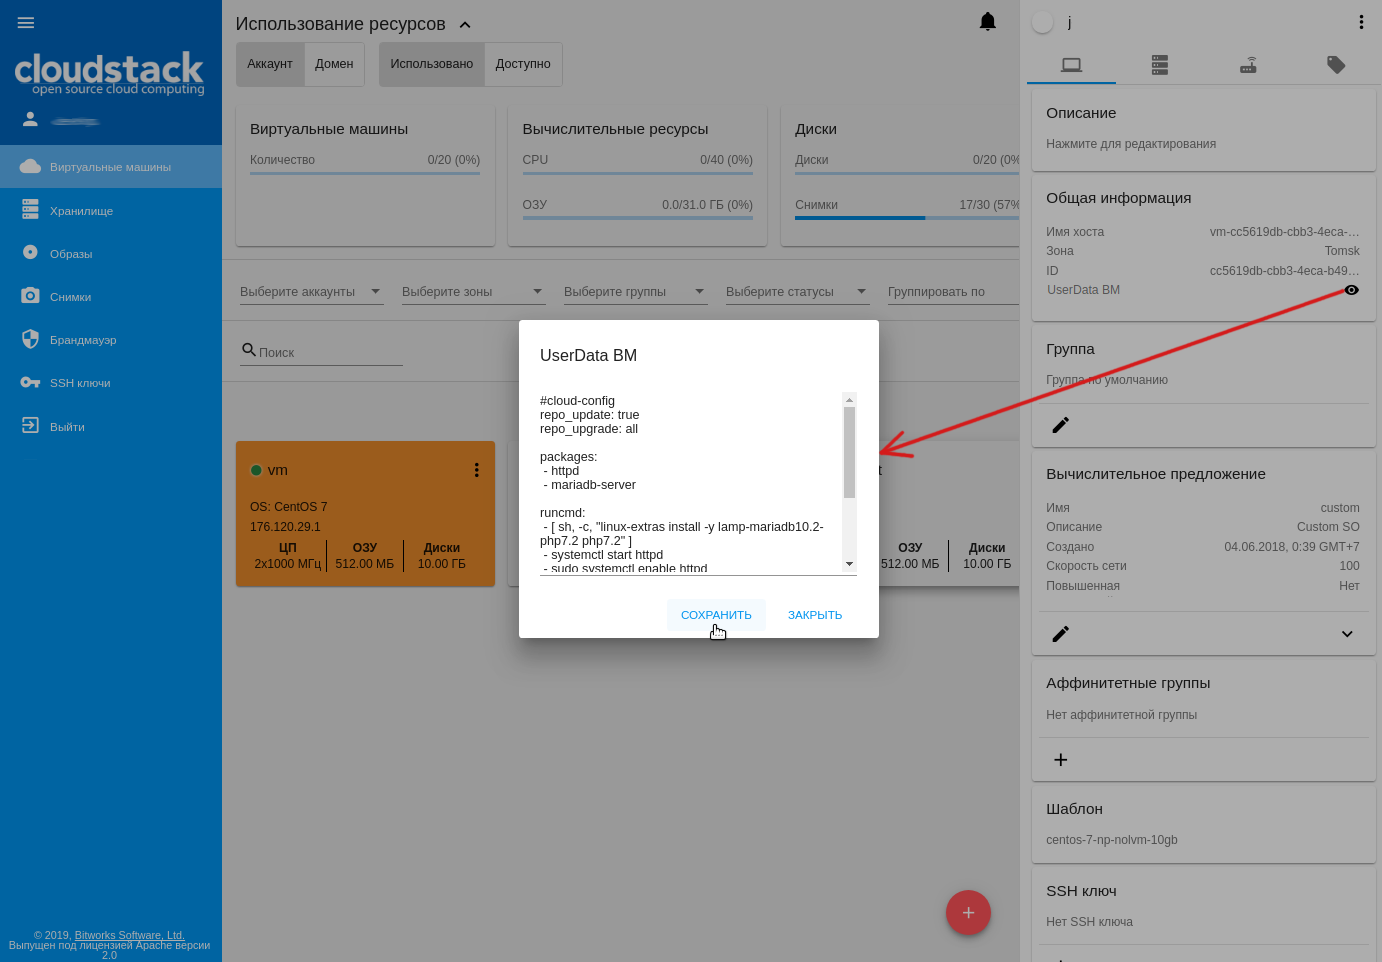 cloudstack
open source cloud computing
Виртуальные машины
Хранилище
Образы
Снимки
Брандмауэр
SSH ключи
Выйти
© 2019, Bitworks Software, Ltd.
Выпущен под лицензией Apache версии
2.0
Использование ресурсов
Аккаунт Домен Использовано Доступно
Виртуальные машины
Количество 0/20 (0%)
Вычислительные ресурсы
CPU 0/40 (0%)
ОЗУ 0.0/31.0 ГБ (0%)
Диски
Диски 0/20 (0%
Снимки 17/30 (57%
Выберите аккаунты Выберите зоны Выберите группы Выберите статусы Группировать по
Поиск
vm
OS: CentOS 7
176.120.29.1
ЦП ОЗУ Диски
2x1000 МГц 512.00 МБ 10.00 ГБ
t
ОЗУ Диски
512.00 МБ 10.00 ГБ
UserData ВМ
#cloud-config
repo_update: true
repo_upgrade: all
packages:
- httpd
- mariadb-server
runcmd:
- [ sh, -c, "linux-extras install -y lamp-mariadb10.2-
php7.2 php7.2" ]
- systemctl start httpd
- sudo systemctl enable httpd
СОХРАНИТЬ ЗАКРЫТЬ
j
Описание
Нажмите для редактирования
Общая информация
Имя хоста vm-cc5619db-cbb3-4eca-…
Зона Tomsk
ID cc5619db-cbb3-4eca-b49…
UserData ВМ
Группа
Группа по умолчанию
Вычислительное предложение
Имя custom
Описание Custom SO
Создано 04.06.2018, 0:39 GMT+7
Скорость сети 100
Повышенная Нет
Аффинитетные группы
Нет аффинитетной группы
Шаблон
centos-7-np-nolvm-10gb
SSH ключ
Нет SSH ключа